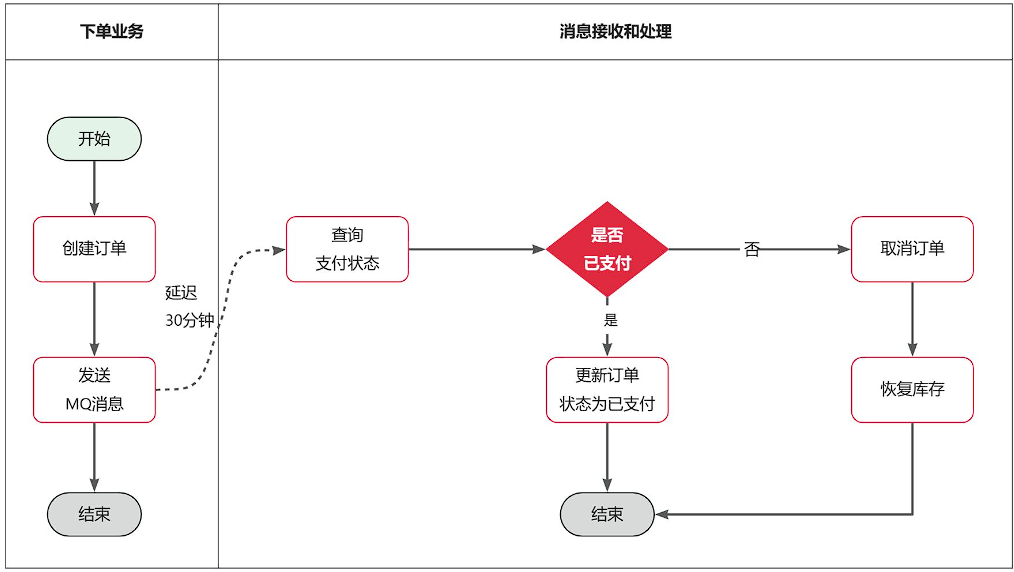 下单业务
消息接收和处理
开始
创建订单
发送
MQ消息
结束
延迟
30分钟
查询
支付状态
是否
已支付
否
取消订单
是
更新订单
状态为已支付
恢复库存
结束